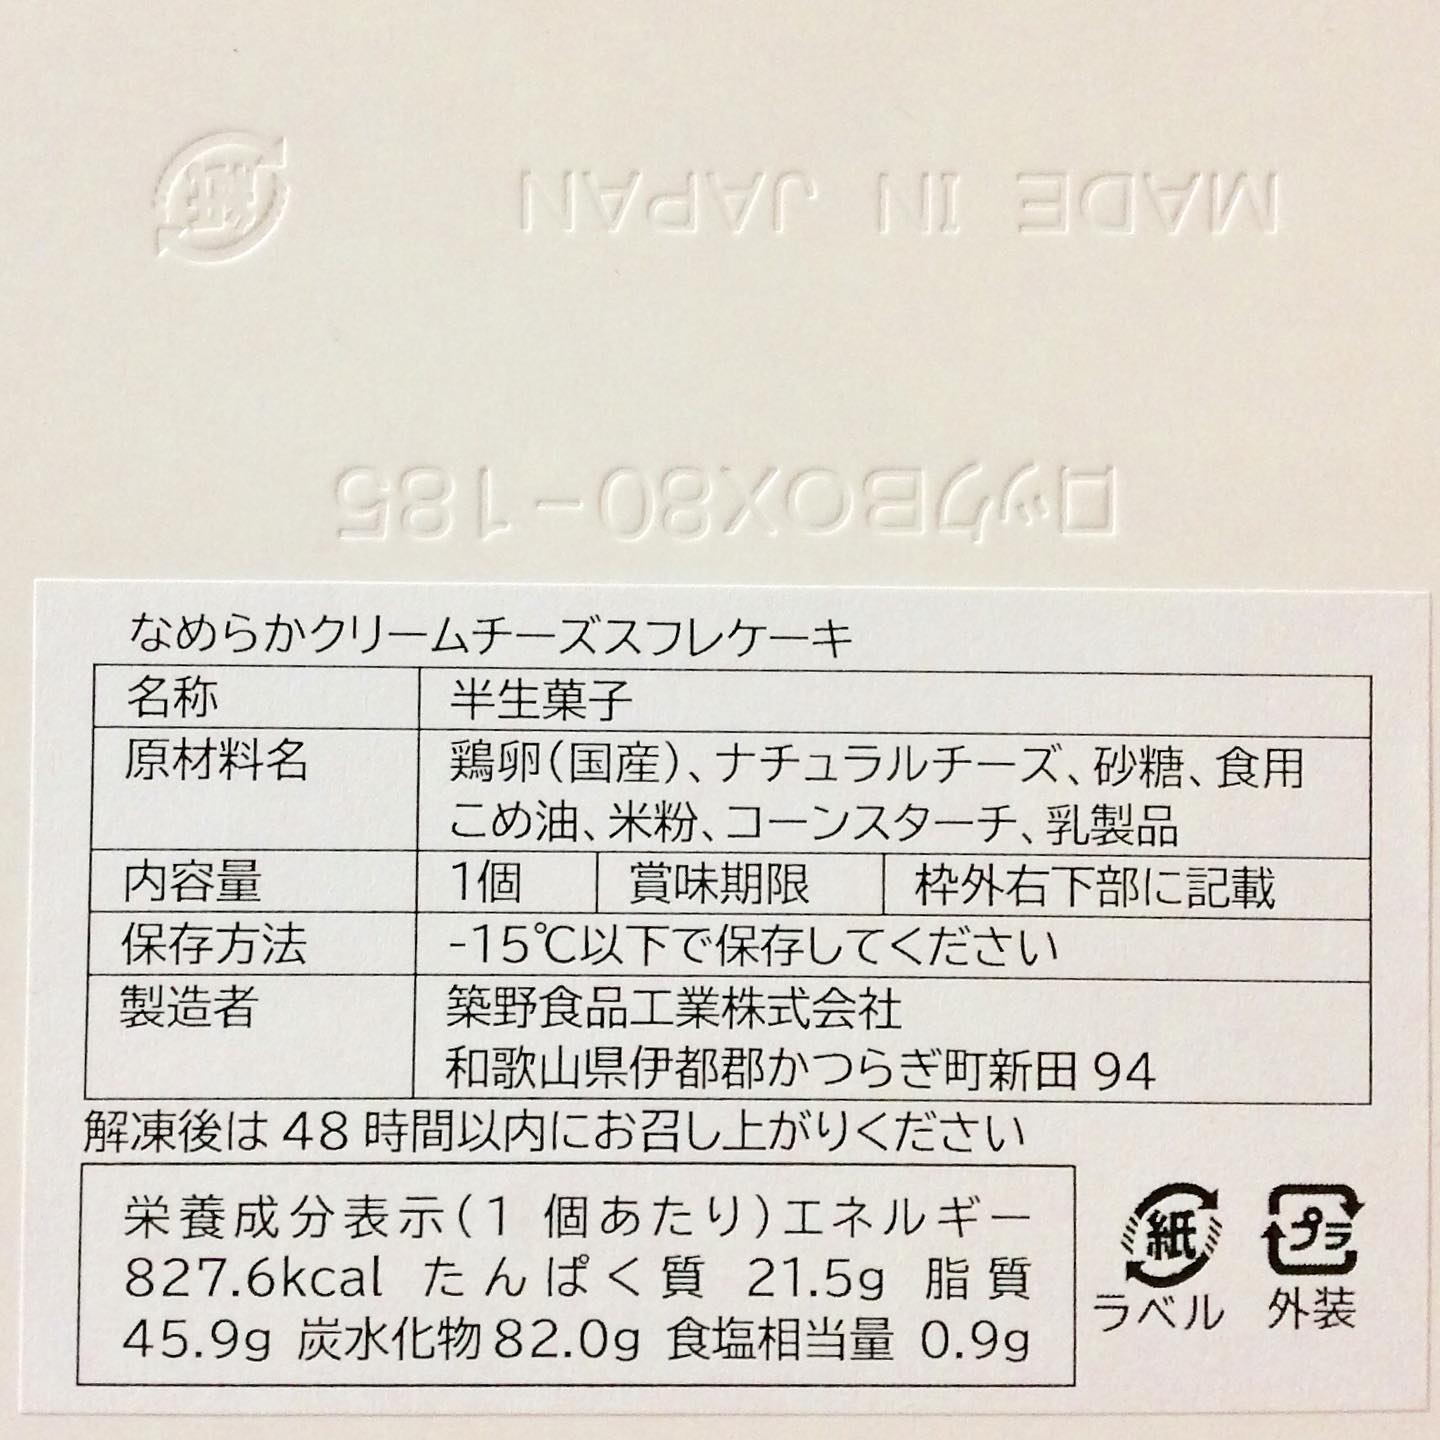 紙 MADE IN JAPAN
ロックBOX80-185
なめらかクリームチーズスフレケーキ
名称 半生菓子
原材料名 鶏卵(国産)、ナチュラルチーズ、砂糖、食用
こめ油、米粉、コーンスターチ、乳製品
内容量 1個 賞味期限 枠外右下部に記載
保存方法 -15℃以下で保存してください
製造者 築野食品工業株式会社
和歌山県伊都郡かつらぎ町新田 94
解凍後は 48 時間以内にお召し上がりください
栄養成分表示(1 個あたり)エネルギー
827.6kcal たんぱく質 21.5g 脂質
45.9g 炭水化物 82.0g 食塩相当量 0.9g
紙 プラ
ラベル 外装